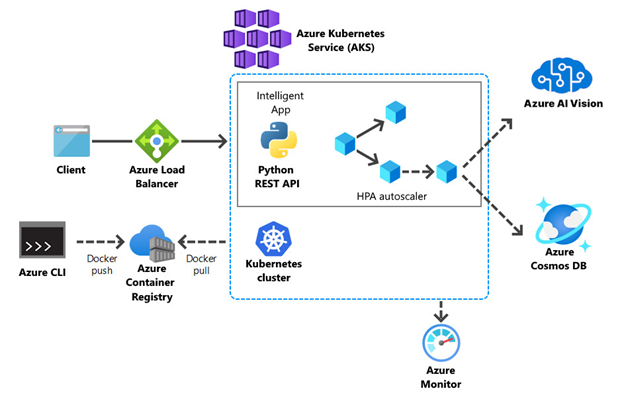 Azure Kubernetes
Service (AKS)
Intelligent
App
Python
REST API
HPA autoscaler
Client
Azure Load
Balancer
Azure AI Vision
>>>
Azure CLI
Docker
push
Azure
Container
Registry
Docker
pull
Kubernetes
cluster
Azure
Cosmos DB
Azure
Monitor